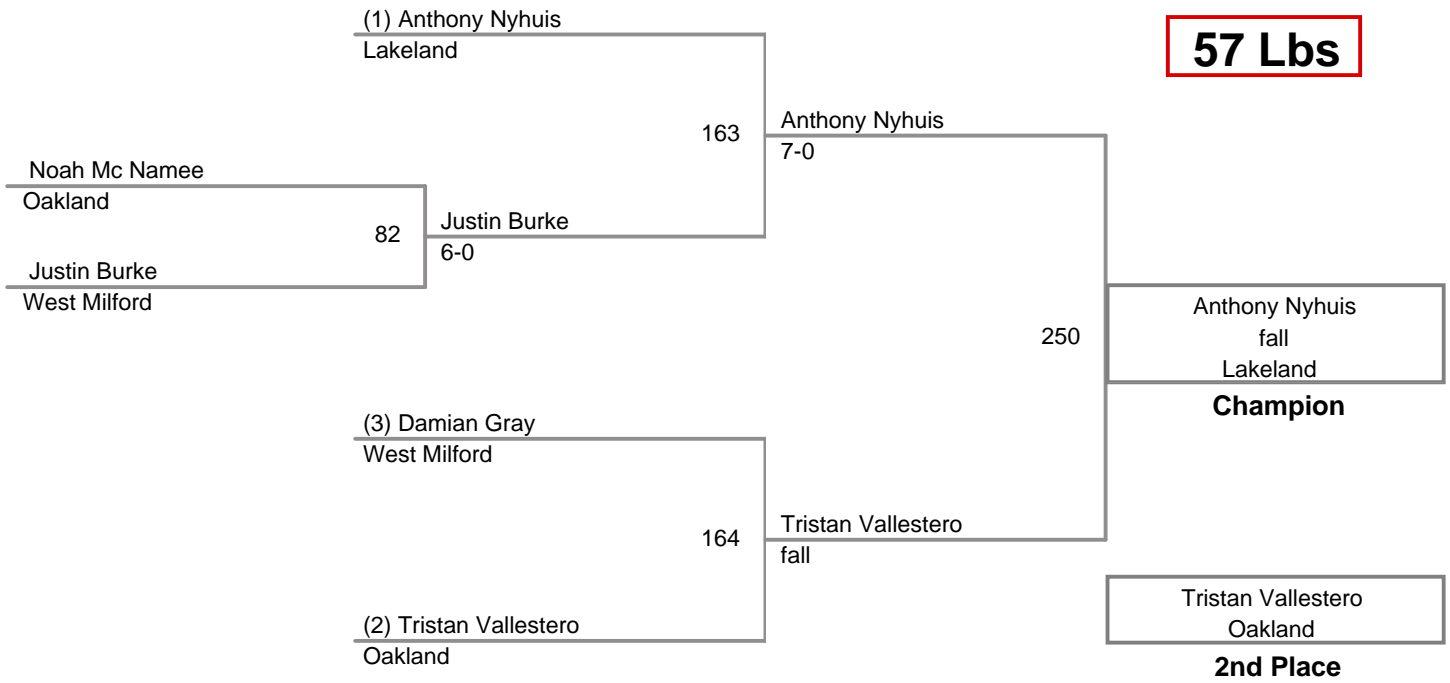 (1) Anthony Nyhuis
Lakeland
57 Lbs
163
Anthony Nyhuis
7-0
Noah Mc Namee
Oakland
82
Justin Burke
6-0
Justin Burke
West Milford
250
Anthony Nyhuis
fall
Lakeland
Champion
(3) Damian Gray
West Milford
164
Tristan Vallestero
fall
(2) Tristan Vallestero
Oakland
Tristan Vallestero
Oakland
2nd Place